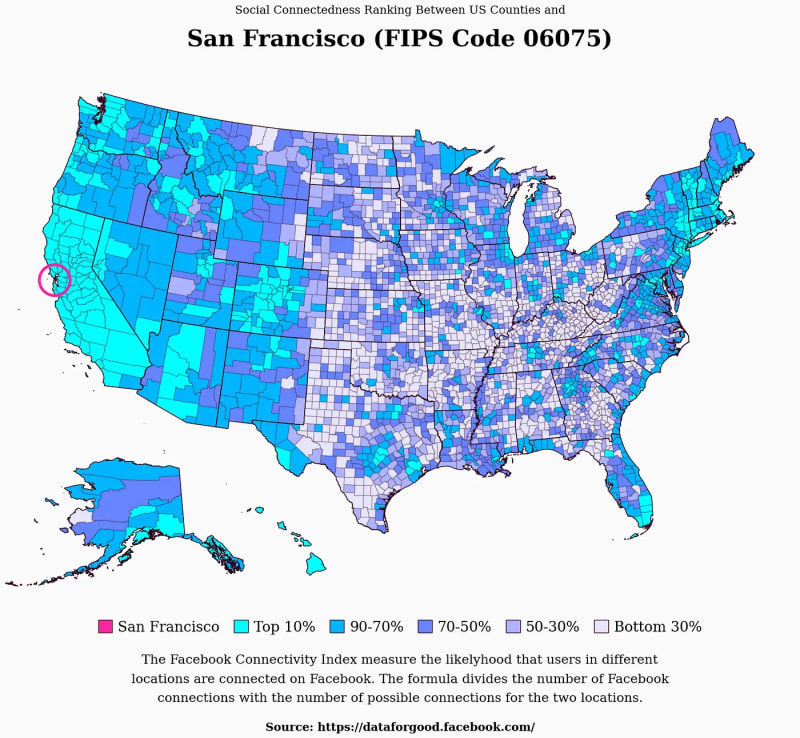 Social Connectedness Ranking Between US Counties and
San Francisco (FIPS Code 06075)
San Francisco Top 10% 90-70% 70-50% 50-30% Bottom 30%
The Facebook Connectivity Index measure the likelyhood that users in different
locations are connected on Facebook. The formula divides the number of Facebook
connections with the number of possible connections for the two locations.
Source: https://dataforgood.facebook.com/